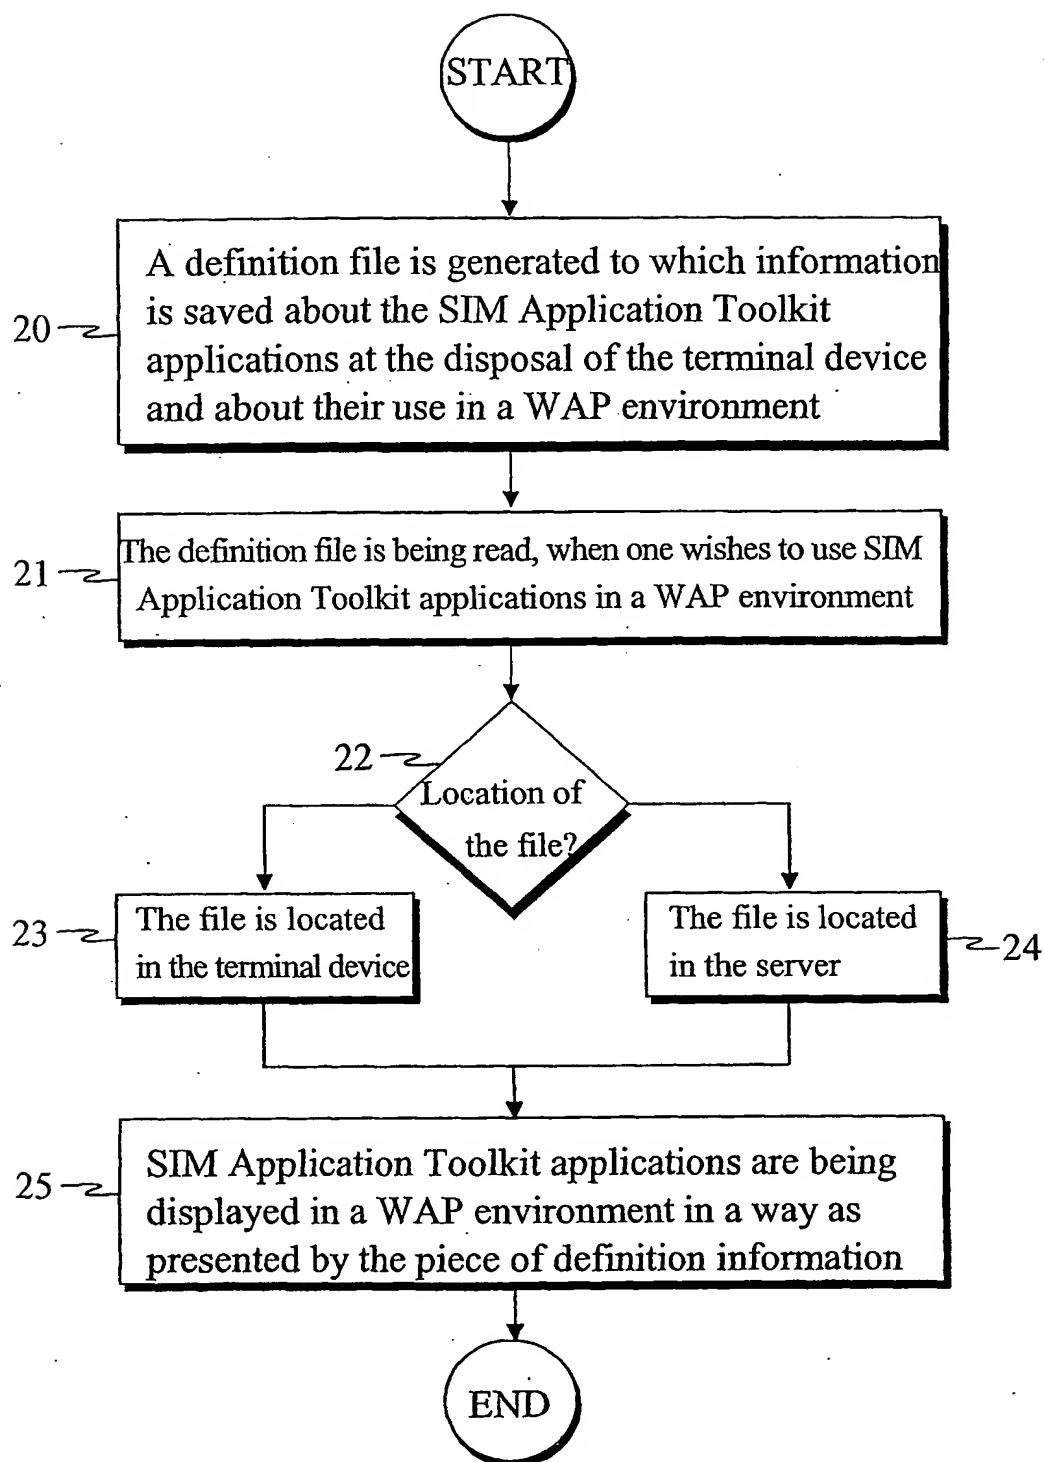 START
A definition file is generated to which information
is saved about the SIM Application Toolkit
applications at the disposal of the terminal device
and about their use in a WAP environment
20
The definition file is being read, when one wishes to use SIM
Application Toolkit applications in a WAP environment
21
22
Location of
the file?
23
The file is located
in the terminal device
The file is located
in the server
24
25
SIM Application Toolkit applications are being
displayed in a WAP environment in a way as
presented by the piece of definition information
END